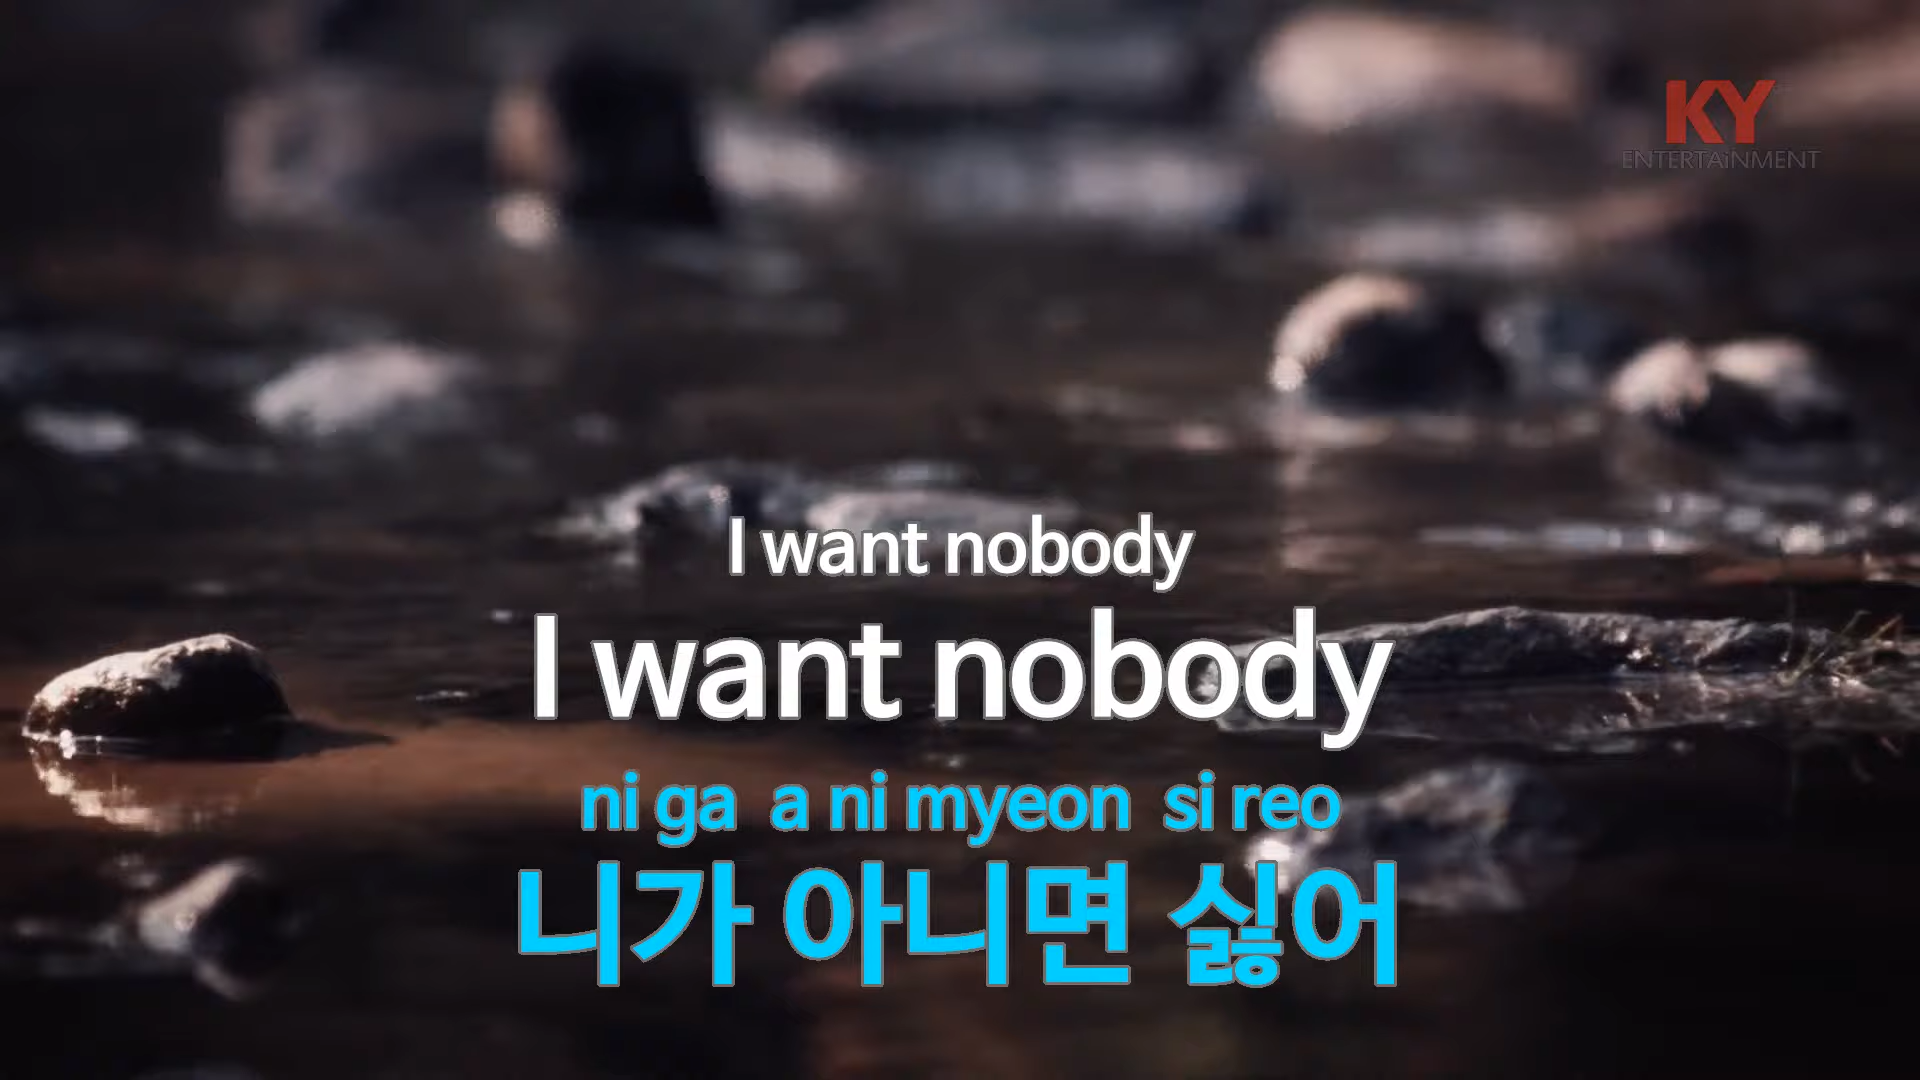 KY
ENTERTAiNMENT
I want nobody
I want nobody
ni ga a ni myeon si reo
니가 아니면 싫어